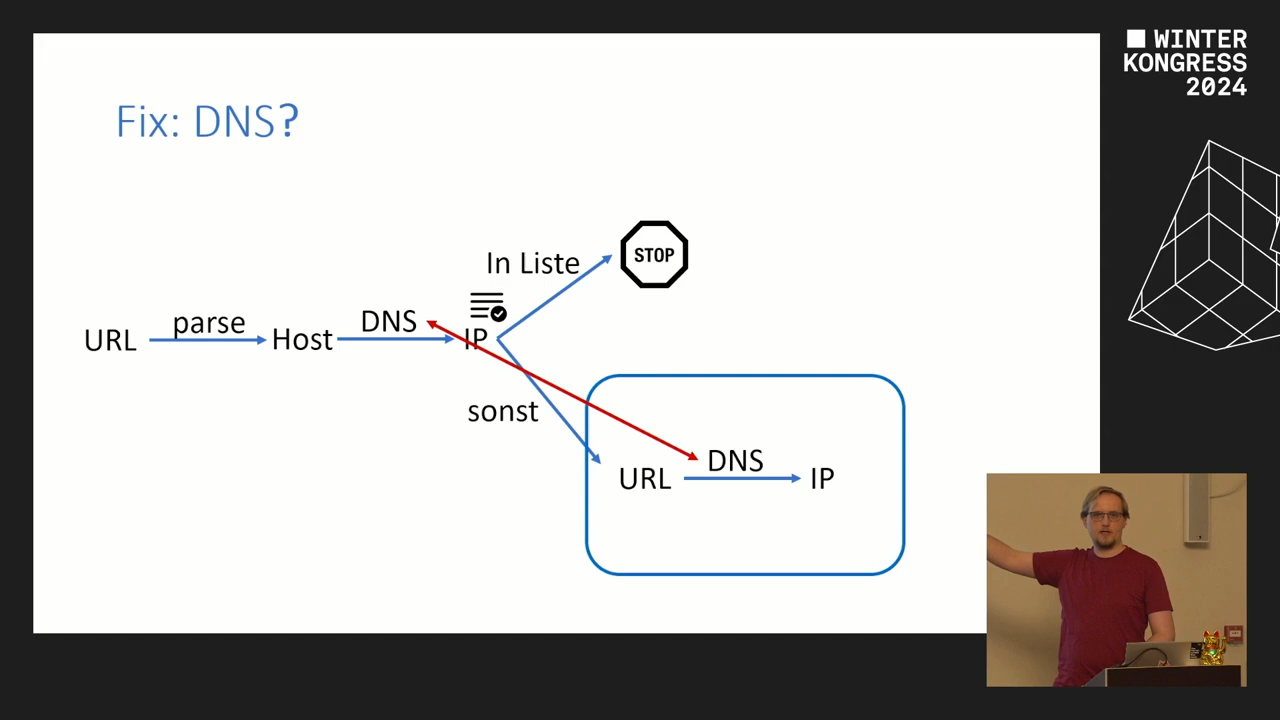 WINTER
KONGRESS
2024
Fix: DNS?
In Liste
STOP
URL
parse
Host
DNS
IP
sonst
URL
DNS
IP